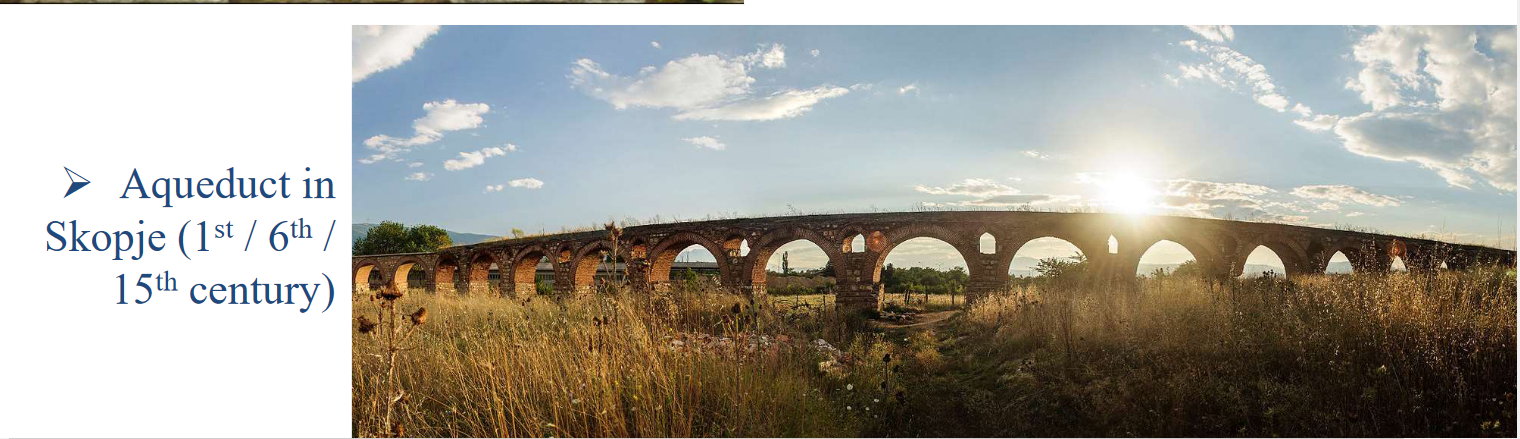 ➢ Aqueduct in
Skopje (1st / 6th /
15th century)